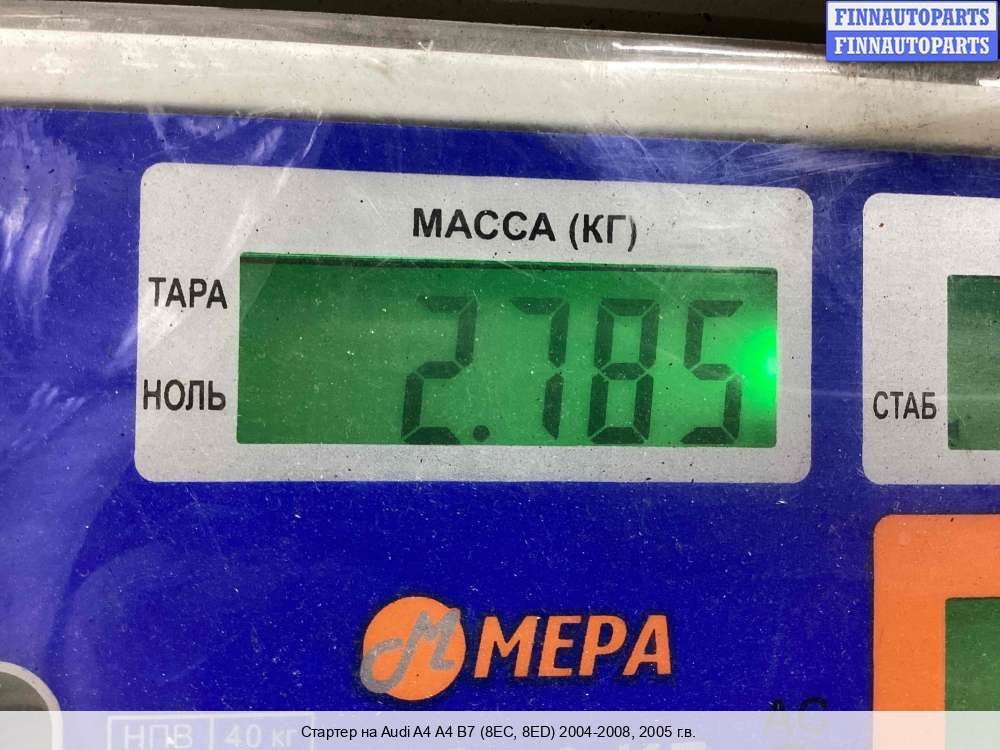 FINNAUTOPARTS
FINNAUTOPARTS
МАССА (КГ)
ТАРА
2.785
НОЛЬ
СТАБ
М МЕРА
НПВ 40 кг
Стартер на Audi A4 A4 B7 (8EC, 8ED) 2004-2008, 2005 г.в.